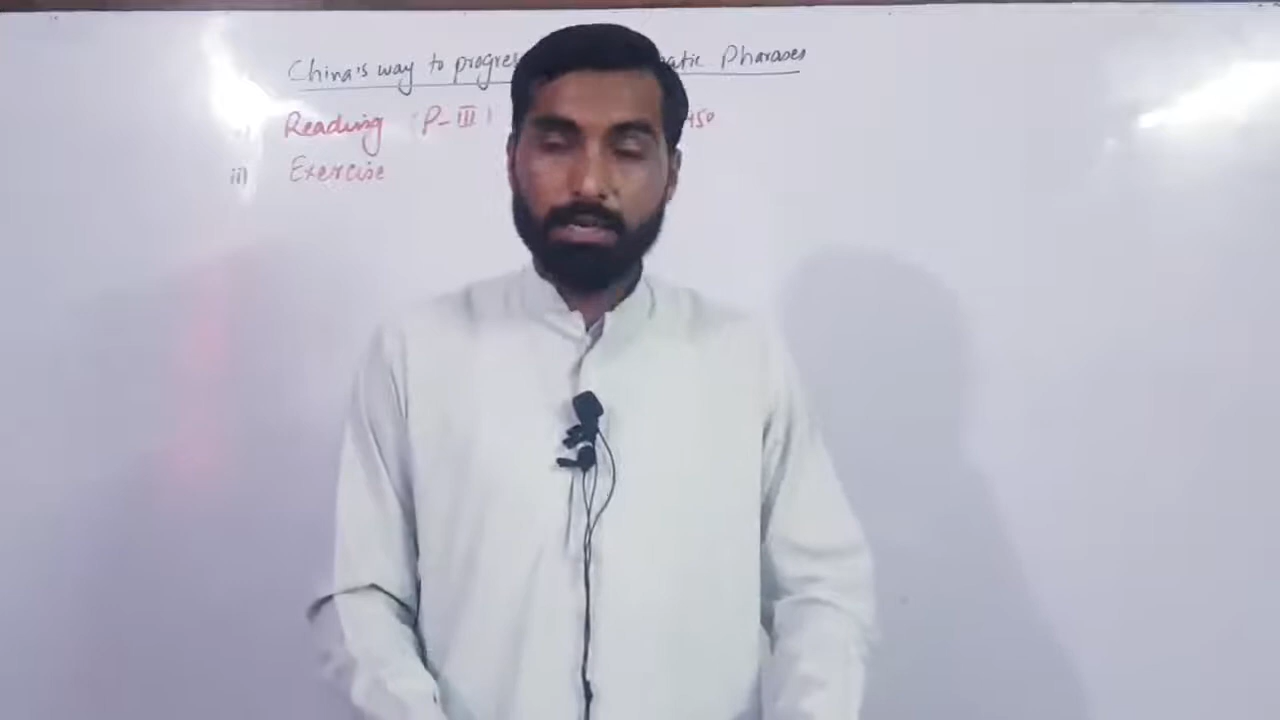 China's way to progres atic Pharases
i) Reading (P-III) 450
ii) Exercise